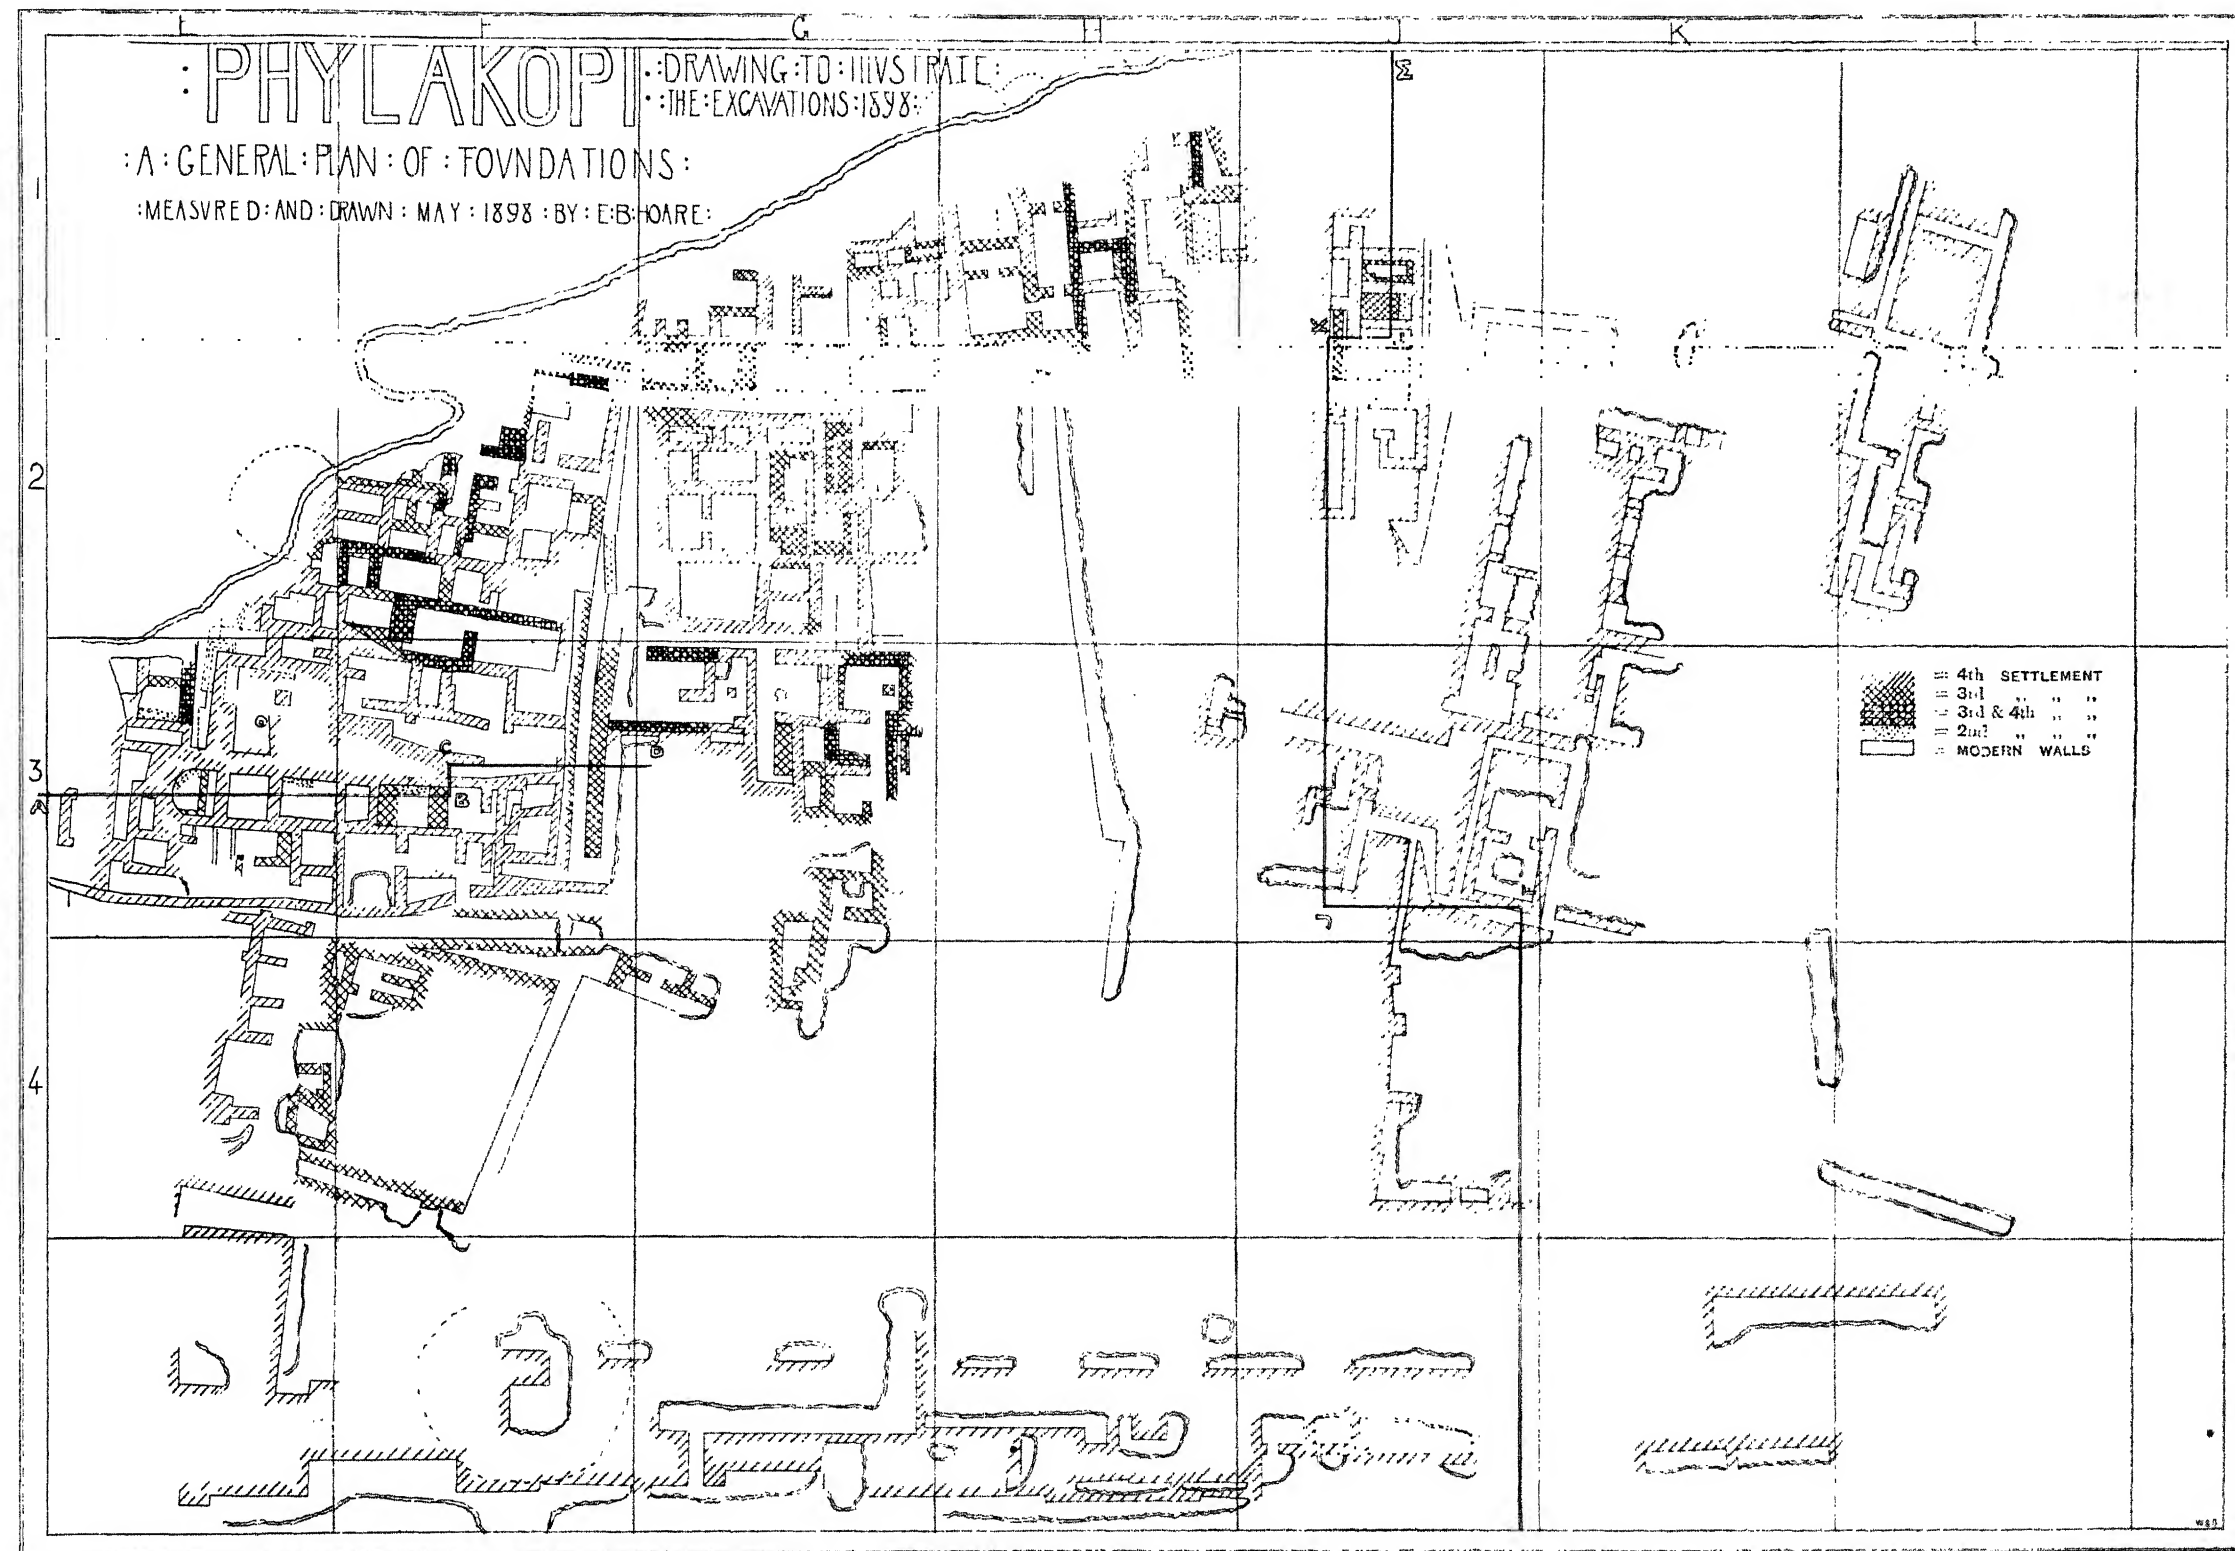 E F G H J K
:PHYLAKOPI
:DRAWING:TO:ILLVSTRATE:
:THE:EXCAVATIONS:1898:
:A:GENERAL:PLAN:OF:FOVNDATIONS:
:MEASVRED:AND:DRAWN:MAY:1898:BY:E:B:HOARE:
1
2
3
4
Σ
K
C
B
D
A
J
= 4th SETTLEMENT
= 3rd „ „ „
= 3rd & 4th „ „
= 2nd „ „ „
= MODERN WALLS